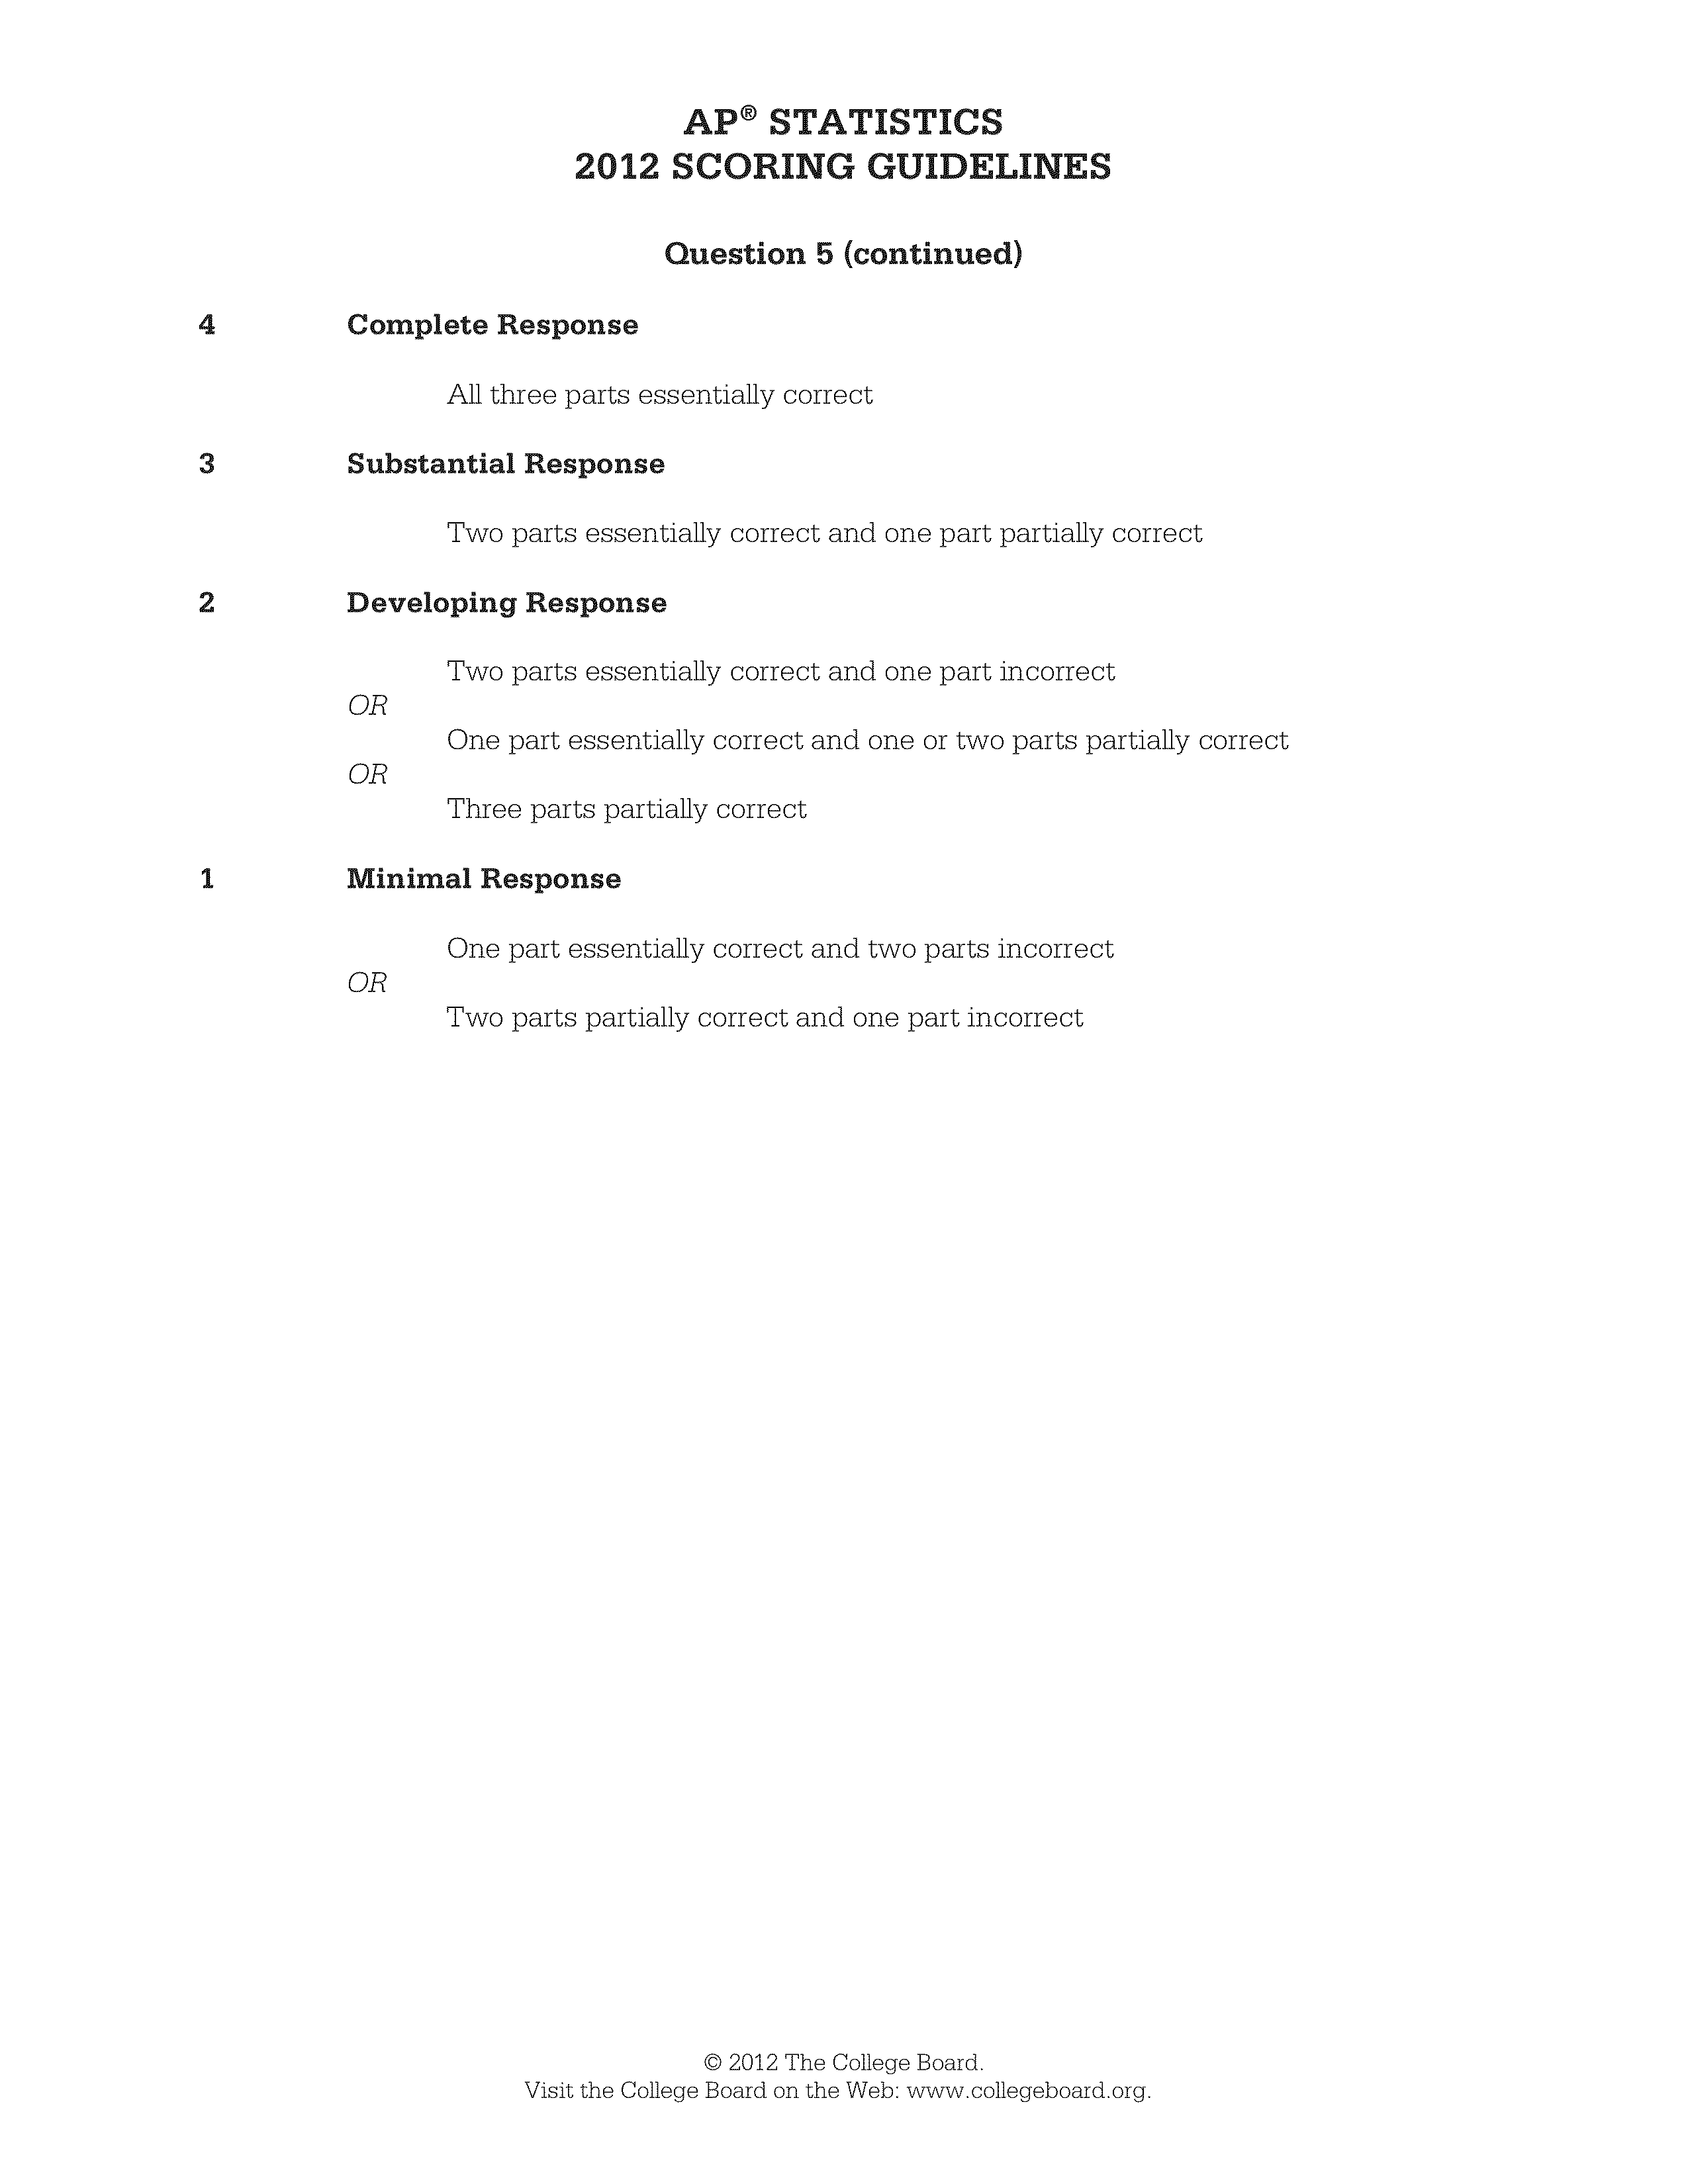 AP® STATISTICS
2012 SCORING GUIDELINES
Question 5 (continued)
4 Complete Response
All three parts essentially correct
3 Substantial Response
Two parts essentially correct and one part partially correct
2 Developing Response
Two parts essentially correct and one part incorrect
OR
One part essentially correct and one or two parts partially correct
OR
Three parts partially correct
1 Minimal Response
One part essentially correct and two parts incorrect
OR
Two parts partially correct and one part incorrect
© 2012 The College Board.
Visit the College Board on the Web: www.collegeboard.org.